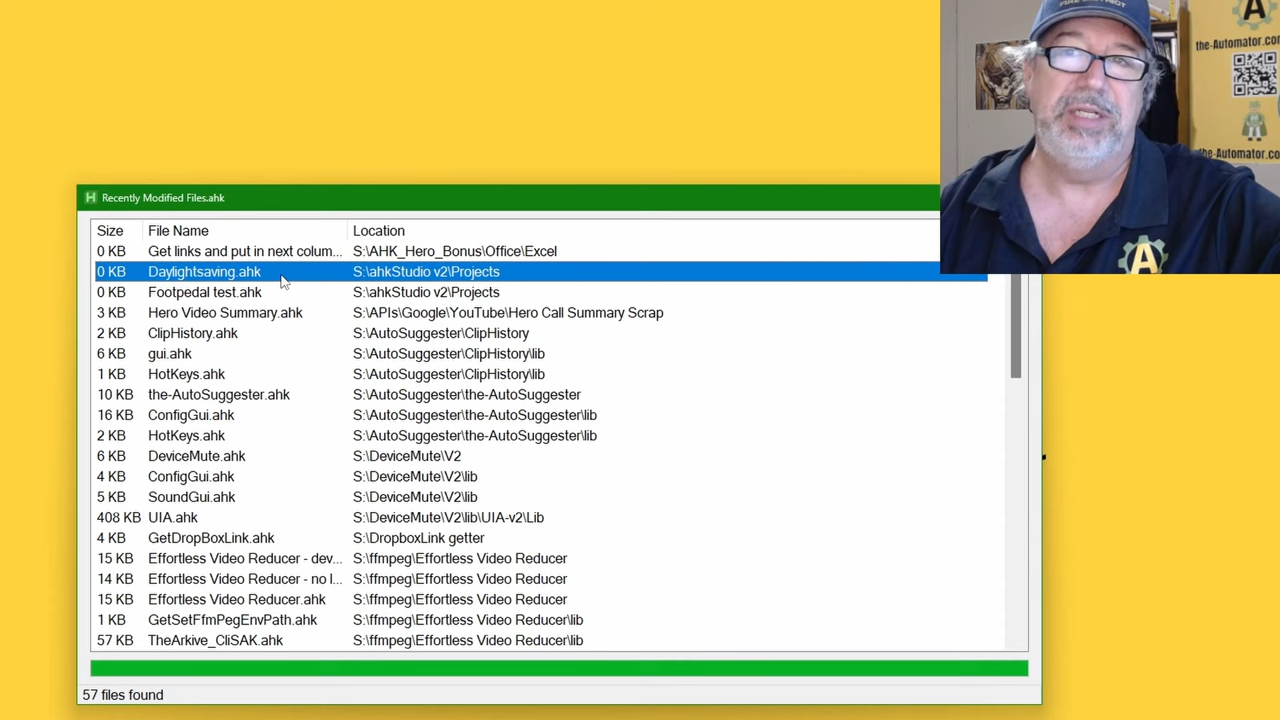 FIRE DISTRICT
A
the-Automator.com
the-Automator.co
A
H Recently Modified Files.ahk
Size File Name Location
0 KB Get links and put in next colum... S:\AHK_Hero_Bonus\Office\Excel
0 KB Daylightsaving.ahk S:\ahkStudio v2\Projects
0 KB Footpedal test.ahk S:\ahkStudio v2\Projects
3 KB Hero Video Summary.ahk S:\APIs\Google\YouTube\Hero Call Summary Scrap
2 KB ClipHistory.ahk S:\AutoSuggester\ClipHistory
6 KB gui.ahk S:\AutoSuggester\ClipHistory\lib
1 KB HotKeys.ahk S:\AutoSuggester\ClipHistory\lib
10 KB the-AutoSuggester.ahk S:\AutoSuggester\the-AutoSuggester
16 KB ConfigGui.ahk S:\AutoSuggester\the-AutoSuggester\lib
2 KB HotKeys.ahk S:\AutoSuggester\the-AutoSuggester\lib
6 KB DeviceMute.ahk S:\DeviceMute\V2
4 KB ConfigGui.ahk S:\DeviceMute\V2\lib
5 KB SoundGui.ahk S:\DeviceMute\V2\lib
408 KB UIA.ahk S:\DeviceMute\V2\lib\UIA-v2\Lib
4 KB GetDropBoxLink.ahk S:\DropboxLink getter
15 KB Effortless Video Reducer - dev... S:\ffmpeg\Effortless Video Reducer
14 KB Effortless Video Reducer - no l... S:\ffmpeg\Effortless Video Reducer
15 KB Effortless Video Reducer.ahk S:\ffmpeg\Effortless Video Reducer
1 KB GetSetFfmPegEnvPath.ahk S:\ffmpeg\Effortless Video Reducer\lib
57 KB TheArkive_CliSAK.ahk S:\ffmpeg\Effortless Video Reducer\lib
57 files found